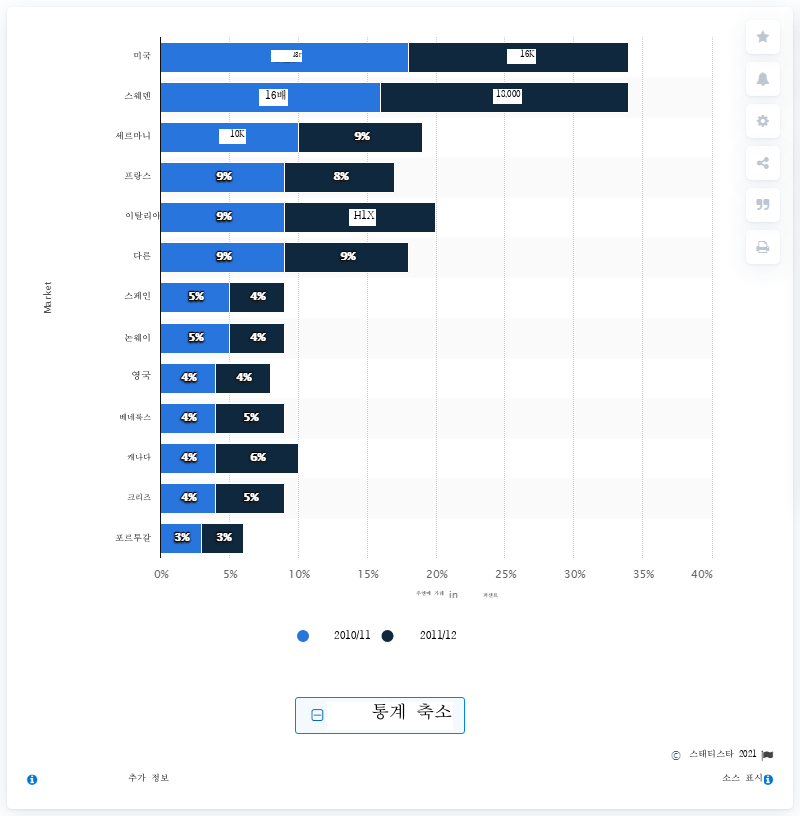 미국 16K
스웨덴 16배 18,000
세르마니 10K 9%
프랑스 9% 8%
이탈리아 9% H1X
다른 9% 9%
스페인 5% 4%
논웨이 5% 4%
영국 4% 4%
베네룩스 4% 5%
캐나다 4% 6%
크리즈 4% 5%
포르투갈 3% 3%
Market
0% 5% 10% 15% 20% 25% 30% 35% 40%
in
2010/11 2011/12
통계 축소
© 스태티스타 2021
추가 정보 소스 표시